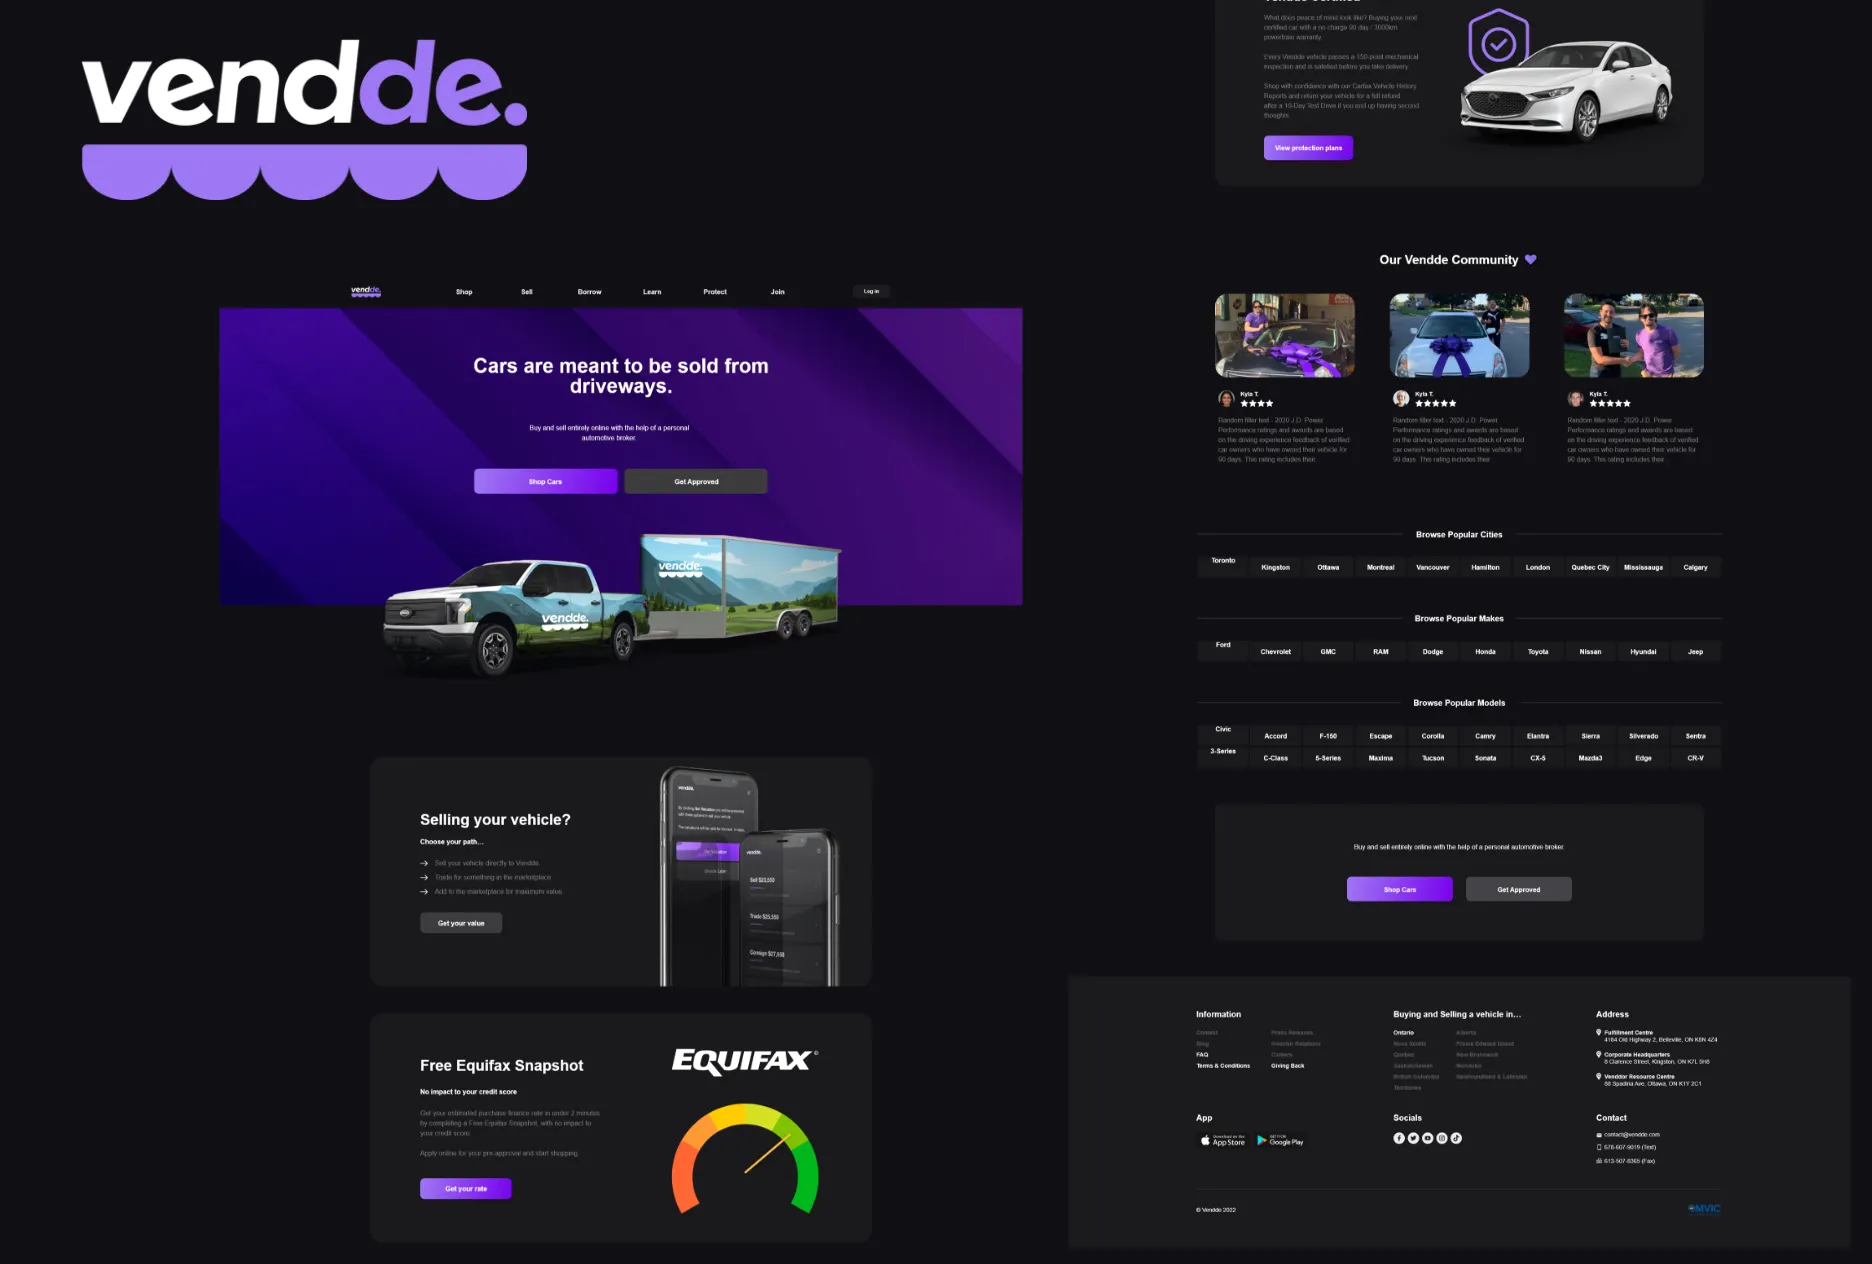 vendde.
vendde.
Shop
Sell
Borrow
Learn
Protect
Join
Log in
Cars are meant to be sold from
driveways.
Buy and sell entirely online with the help of a personal
automotive broker.
Shop Cars
Get Approved
vendde.
vendde.
Selling your vehicle?
Choose your path...
Sell your vehicle directly to Vendde.
Trade for something in the marketplace
Add to the marketplace for maximum value.
Get your value
vendde.
vendde.
Sell $23,559
Trade $25,559
Consign $27,558
Free Equifax Snapshot
No impact to your credit score
Get your estimated purchase finance rate in under 2 minutes
by completing a Free Equifax Snapshot, with no impact to
your credit score.
Apply online for your pre-approval and start shopping.
Get your rate
EQUIFAX
What does peace of mind look like? Buying your next
certified car with a no charge 90 day / 3000km
powertrain warranty.
Every Vendde vehicle passes a 150-point mechanical
inspection and is safetied before you take delivery.
Shop with confidence with our Carfax Vehicle History
Reports and return your vehicle for a full refund
after a 10-Day Test Drive if you end up having second
thoughts.
View protection plans
Our Vendde Community
Kyla T.
Random filler text - 2020 J.D. Power
Performance ratings and awards are based
on the driving experience feedback of verified
car owners who have owned their vehicle for
90 days. This rating includes their
Kyla T.
Random filler text - 2020 J.D. Power
Performance ratings and awards are based
on the driving experience feedback of verified
car owners who have owned their vehicle for
90 days. This rating includes their
Kyla T.
Random filler text - 2020 J.D. Power
Performance ratings and awards are based
on the driving experience feedback of verified
car owners who have owned their vehicle for
90 days. This rating includes their
Browse Popular Cities
Toronto Kingston Ottawa Montreal Vancouver Hamilton London Quebec City Mississauga Calgary
Browse Popular Makes
Ford Chevrolet GMC RAM Dodge Honda Toyota Nissan Hyundai Jeep
Browse Popular Models
Civic Accord F-150 Escape Corolla Camry Elantra Sierra Silverado Sentra
3-Series C-Class 5-Series Maxima Tucson Sonata CX-5 Mazda3 Edge CR-V
Buy and sell entirely online with the help of a personal automotive broker.
Shop Cars
Get Approved
Information
Contact
Blog
FAQ
Terms & Conditions
Press Releases
Investor Relations
Careers
Giving Back
Buying and Selling a vehicle in...
Ontario
Nova Scotia
Quebec
Saskatchewan
British Columbia
Territories
Alberta
Prince Edward Island
New Brunswick
Manitoba
Newfoundland & Labrador
Address
Fulfillment Centre
4164 Old Highway 2, Belleville, ON K8N 4Z4
Corporate Headquarters
8 Clarence Street, Kingston, ON K7L 5H8
Venddor Resource Centre
58 Spadina Ave, Ottawa, ON K1Y 2C1
App
Download on the
App Store
GET IT ON
Google Play
Socials
Contact
contact@vendde.com
678-607-9019 (Text)
613-507-8365 (Fax)
© Vendde 2022
OMVIC